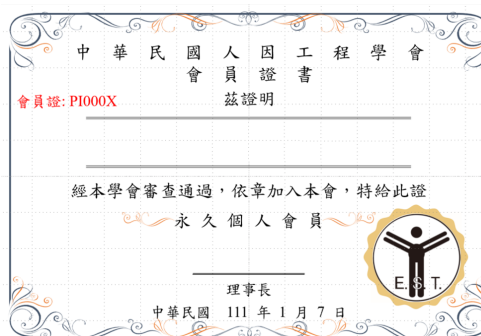 中華民國人因工程學會
會員證書
會員證: PI000X
茲證明
經本學會審查通過，依章加入本會，特給此證
永久個人會員
E.S.T.
理事長
中華民國 111 年 1 月 7 日